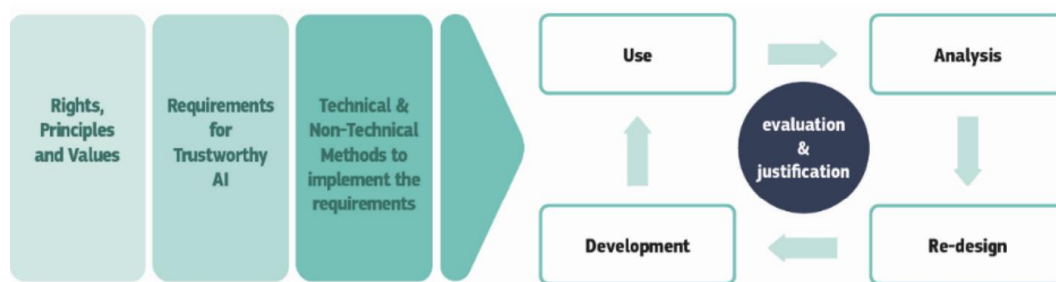 Rights,
Principles
and Values
Requirements
for
Trustworthy
AI
Technical &
Non-Technical
Methods to
implement the
requirements
Use
Analysis
evaluation
&
justification
Development
Re-design